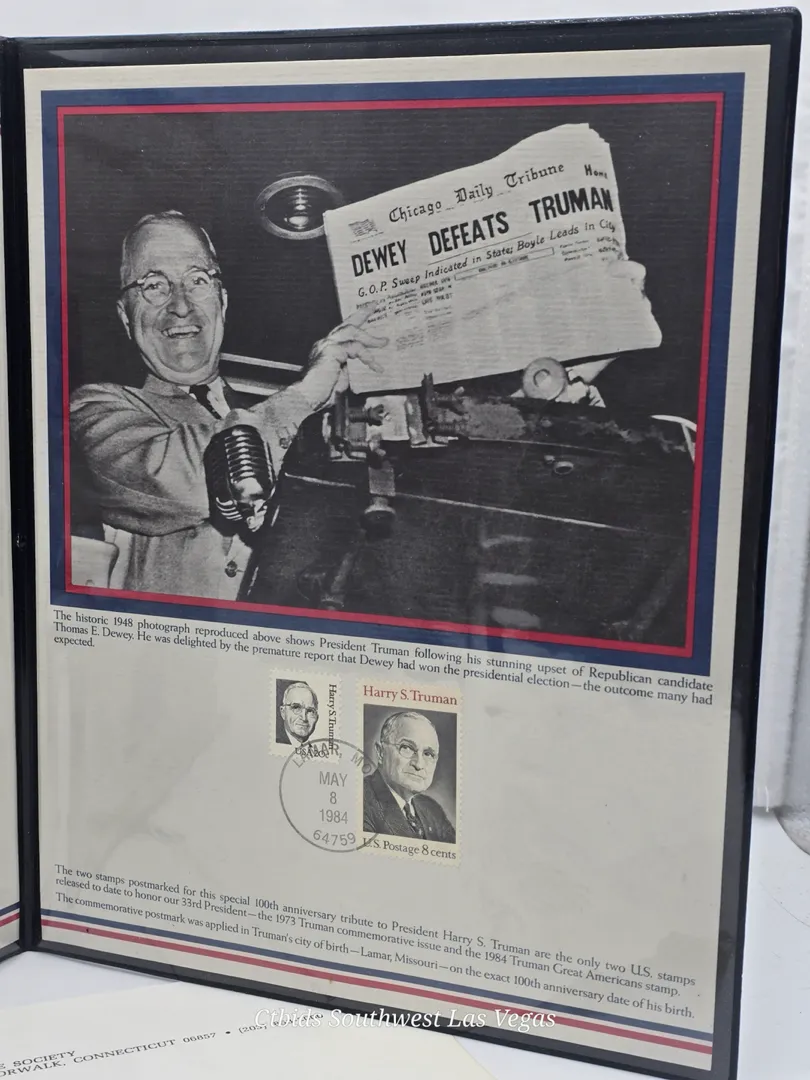 Chicago Daily Tribune Home
DEWEY DEFEATS TRUMAN
G.O.P. Sweep Indicated in State; Boyle Leads in City
The historic 1948 photograph reproduced above shows President Truman following his stunning upset of Republican candidate
Thomas E. Dewey. He was delighted by the premature report that Dewey had won the presidential election—the outcome many had
expected.
Harry S. Truman
Harry S. Truman
LAMAR, MO
MAY
8
1984
64759
U.S. Postage 8 cents
The two stamps postmarked for this special 100th anniversary tribute to President Harry S. Truman are the only two U.S. stamps
released to date to honor our 33rd President—the 1973 Truman commemorative issue and the 1984 Truman Great Americans stamp.
The commemorative postmark was applied in Truman's city of birth—Lamar, Missouri—on the exact 100th anniversary date of his birth.
Ctbids Southwest Las Vegas
E SOCIETY
ORWALK, CONNECTICUT 06857 •